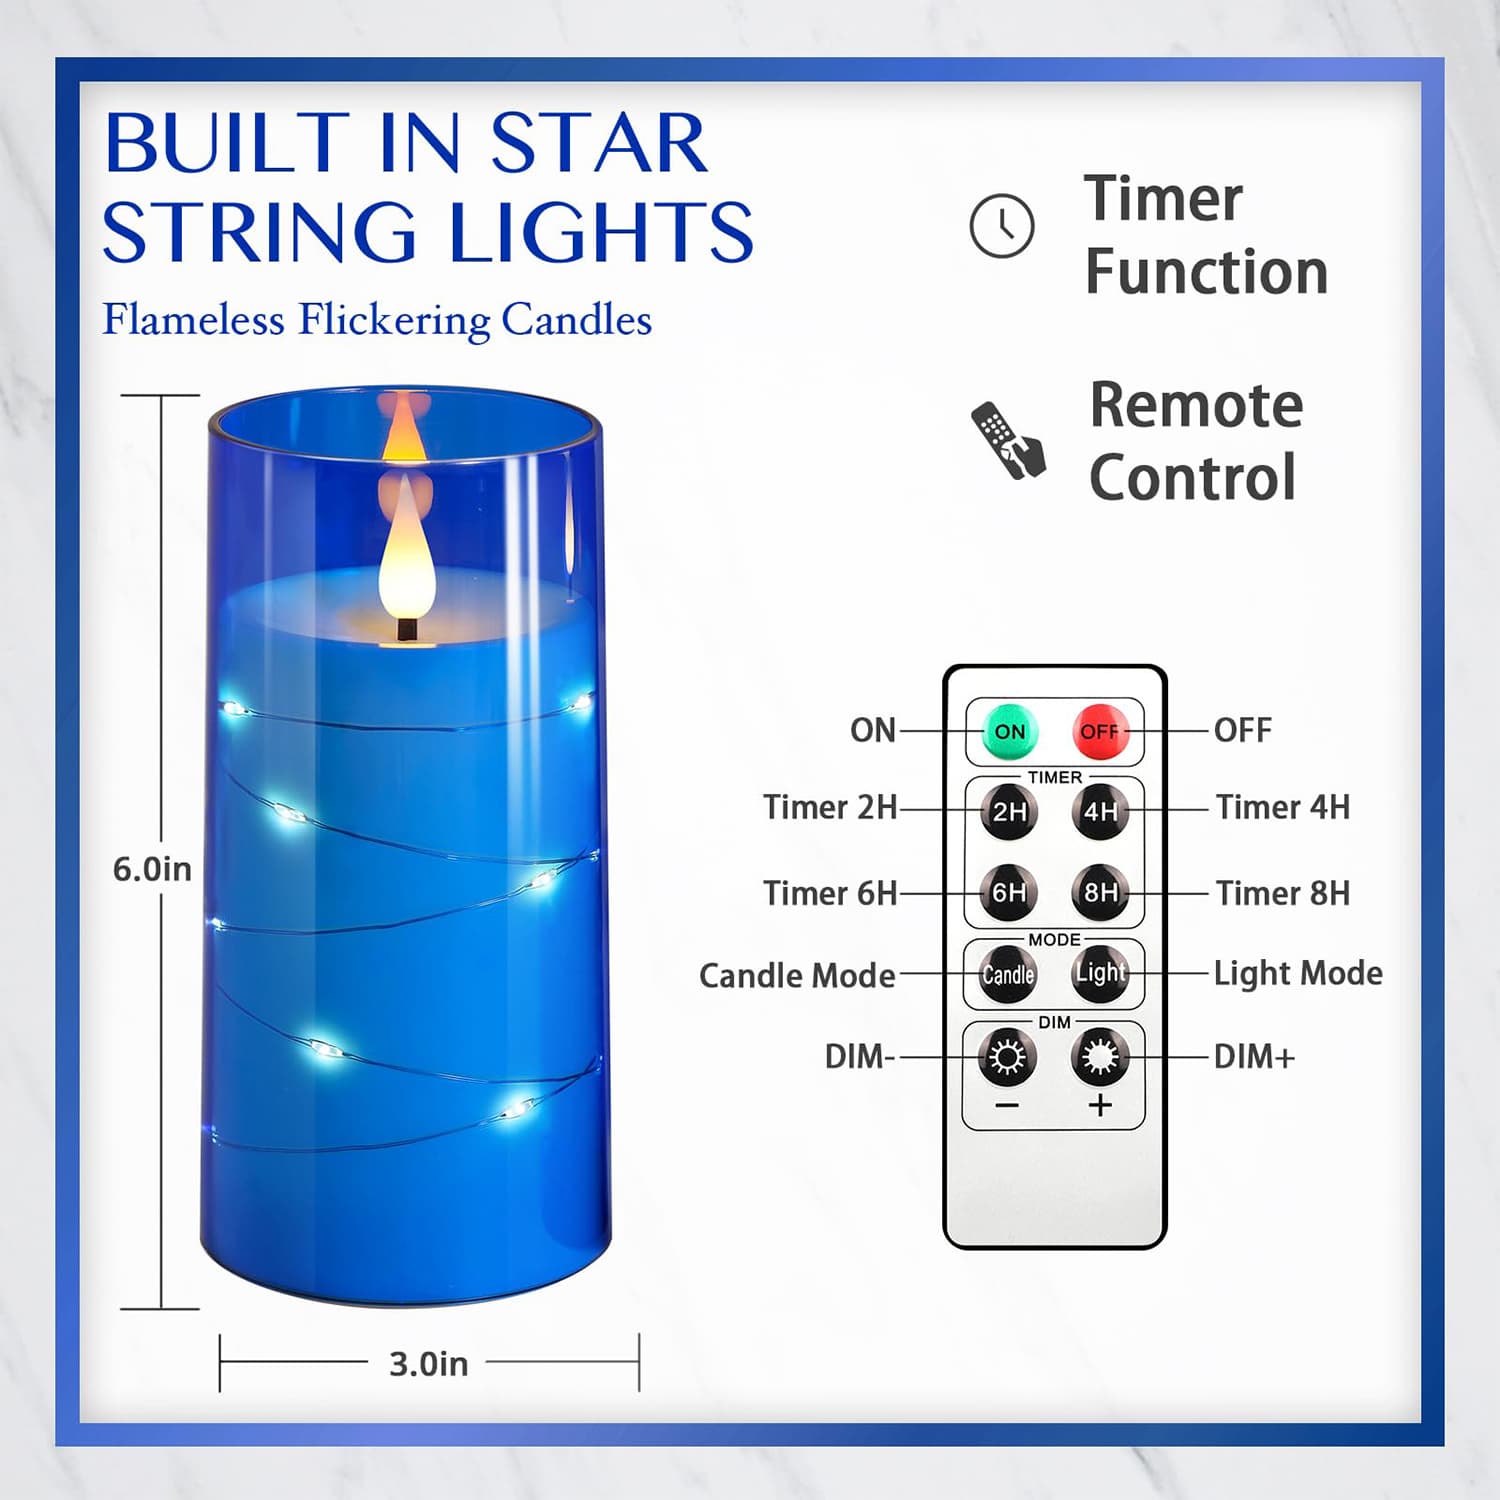 BUILT IN STAR
STRING LIGHTS
Flameless Flickering Candles
Timer
Function
Remote
Control
6.0in
3.0in
ON
ON
OFF
OFF
TIMER
Timer 2H
2H
4H
Timer 4H
Timer 6H
6H
8H
Timer 8H
MODE
Candle Mode
Candle
Light
Light Mode
DIM
DIM-
DIM+
− +